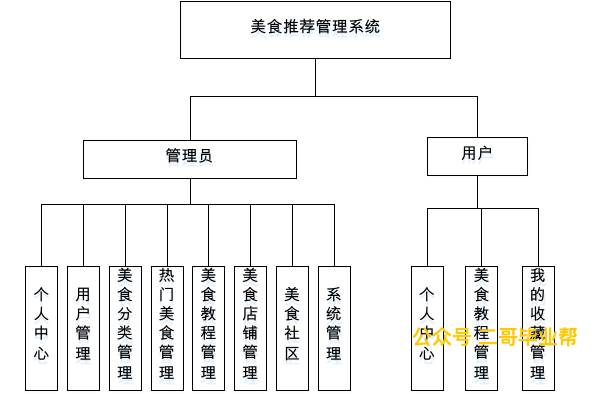 美食推荐管理系统
管理员
用户
个人中心
用户管理
美食分类管理
热门美食管理
美食教程管理
美食店铺管理
美食社区
系统管理
个人中心
美食教程管理
我的收藏管理
公众号 二哥毕业帮